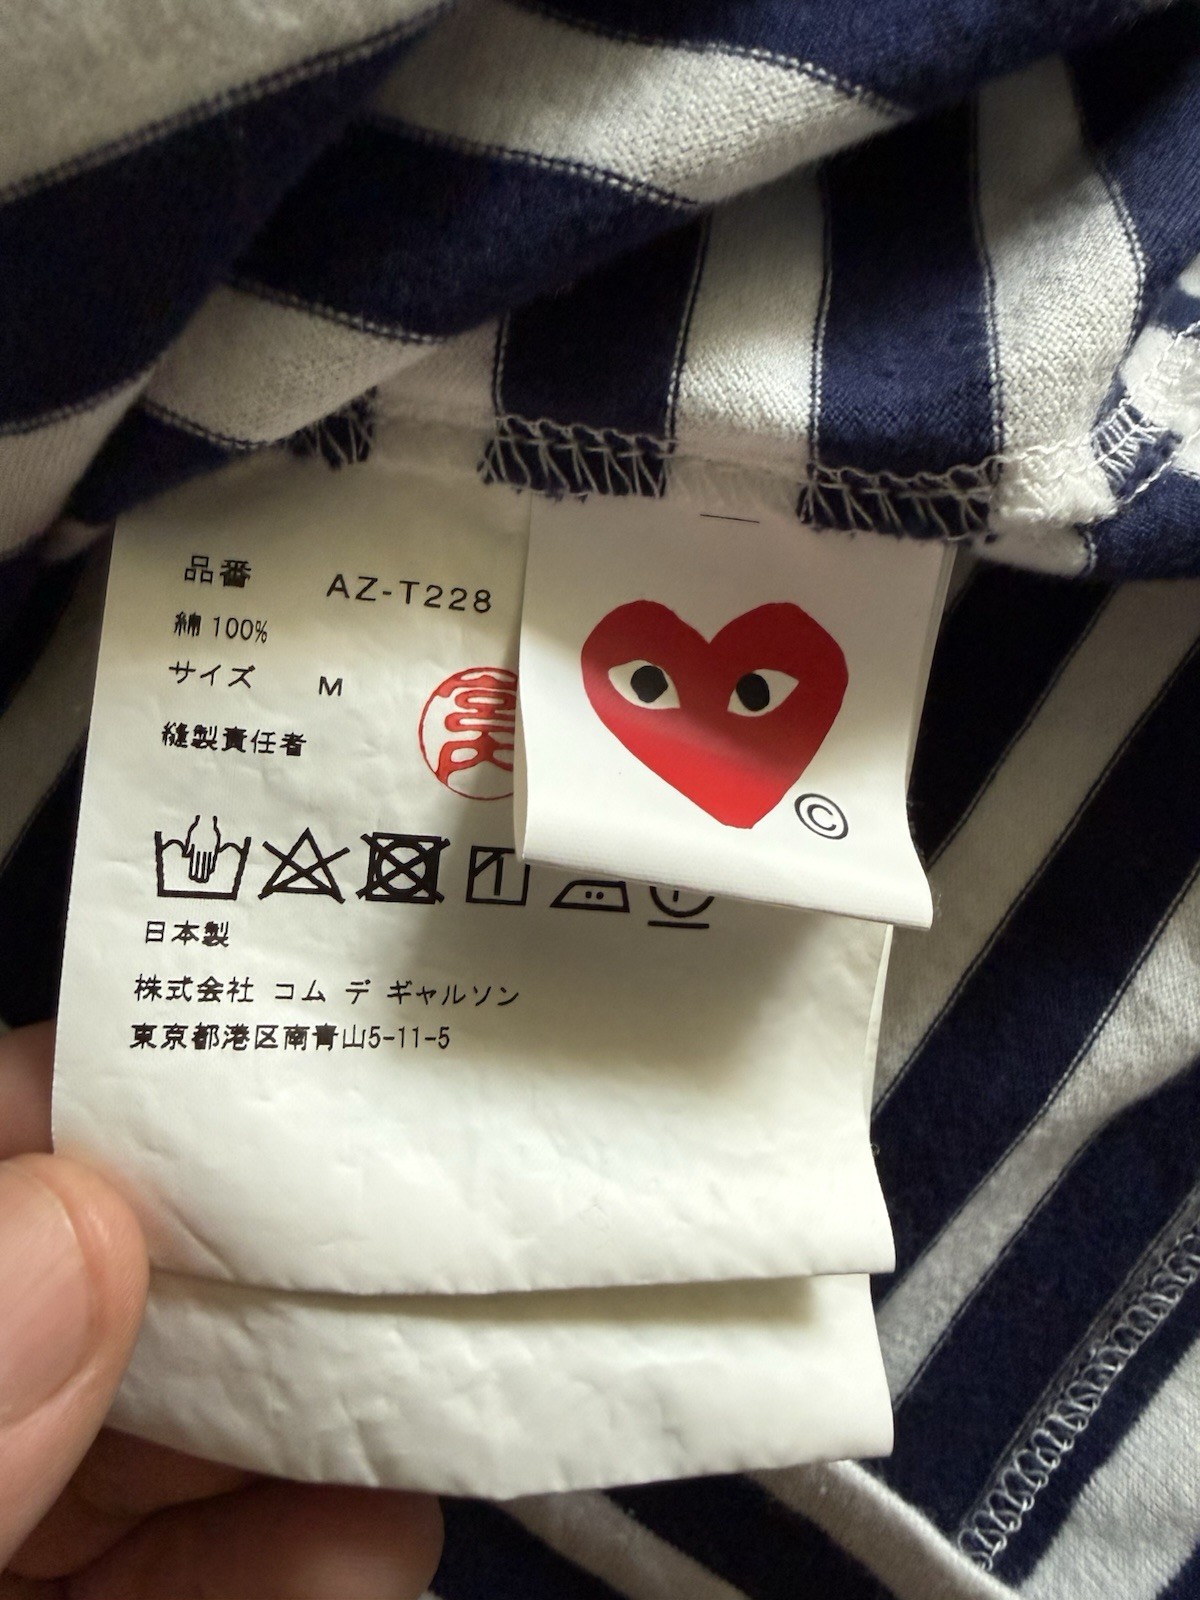 品番 AZ-T228
綿 100%
サイズ M
縫製責任者
©
日本製
株式会社 コム デ ギャルソン
東京都港区南青山5-11-5